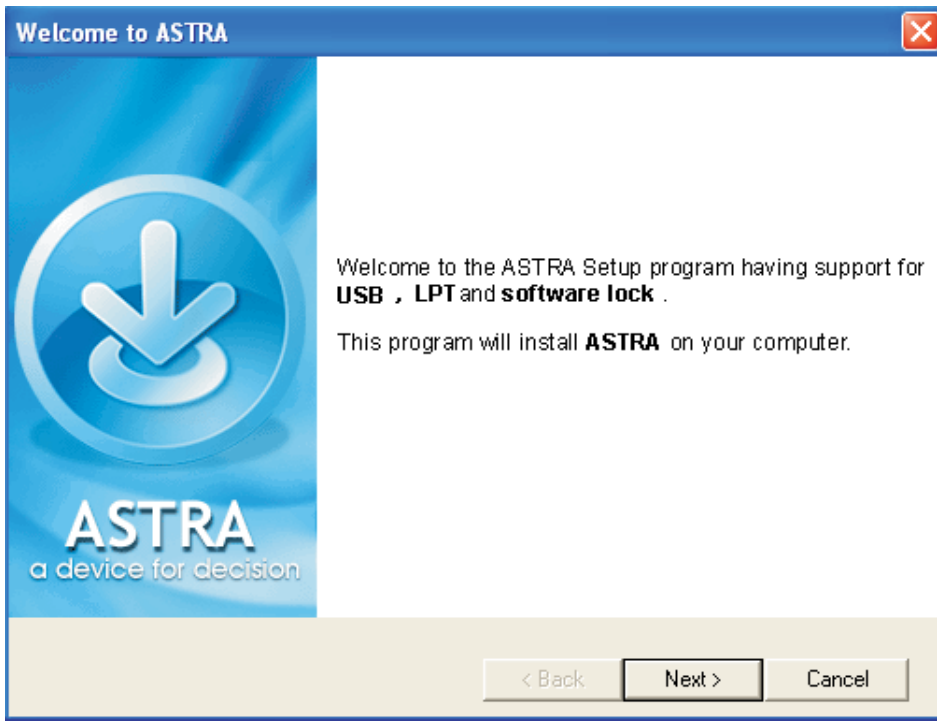 Welcome to ASTRA
Welcome to the ASTRA Setup program having support for
USB , LPT and software lock .
This program will install ASTRA on your computer.
ASTRA
a device for decision
< Back
Next >
Cancel